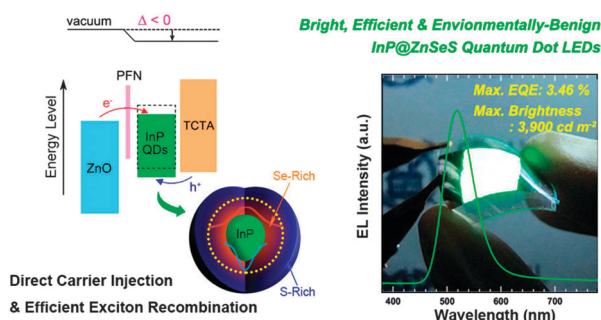 vacuum
Δ < 0
Energy Level
PFN
e-
ZnO
InP
QDs
TCTA
h+
Se-Rich
InP
S-Rich
Direct Carrier Injection
& Efficient Exciton Recombination
Bright, Efficient & Envionmentally-Benign
InP@ZnSeS Quantum Dot LEDs
Max. EQE: 3.46 %
Max. Brightness
: 3,900 cd m-2
EL Intensity (a.u.)
400 500 600 700
Wavelength (nm)